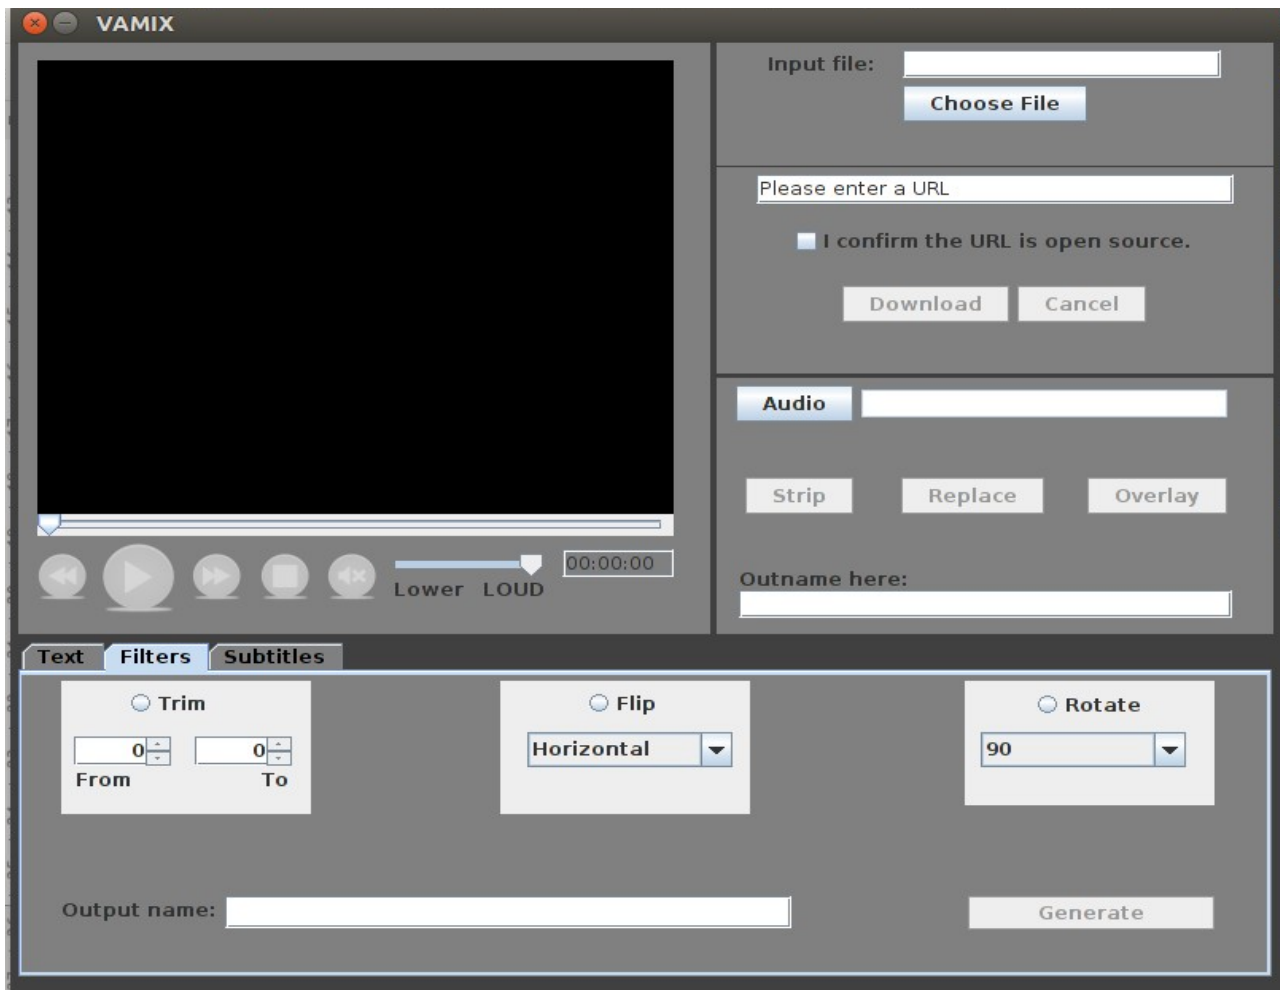 VAMIX
Input file:
Choose File
Please enter a URL
I confirm the URL is open source.
Download Cancel
Audio
Strip Replace Overlay
Outname here:
00:00:00
Lower LOUD
Text Filters Subtitles
Trim
0 0
From To
Flip
Horizontal
Rotate
90
Output name:
Generate